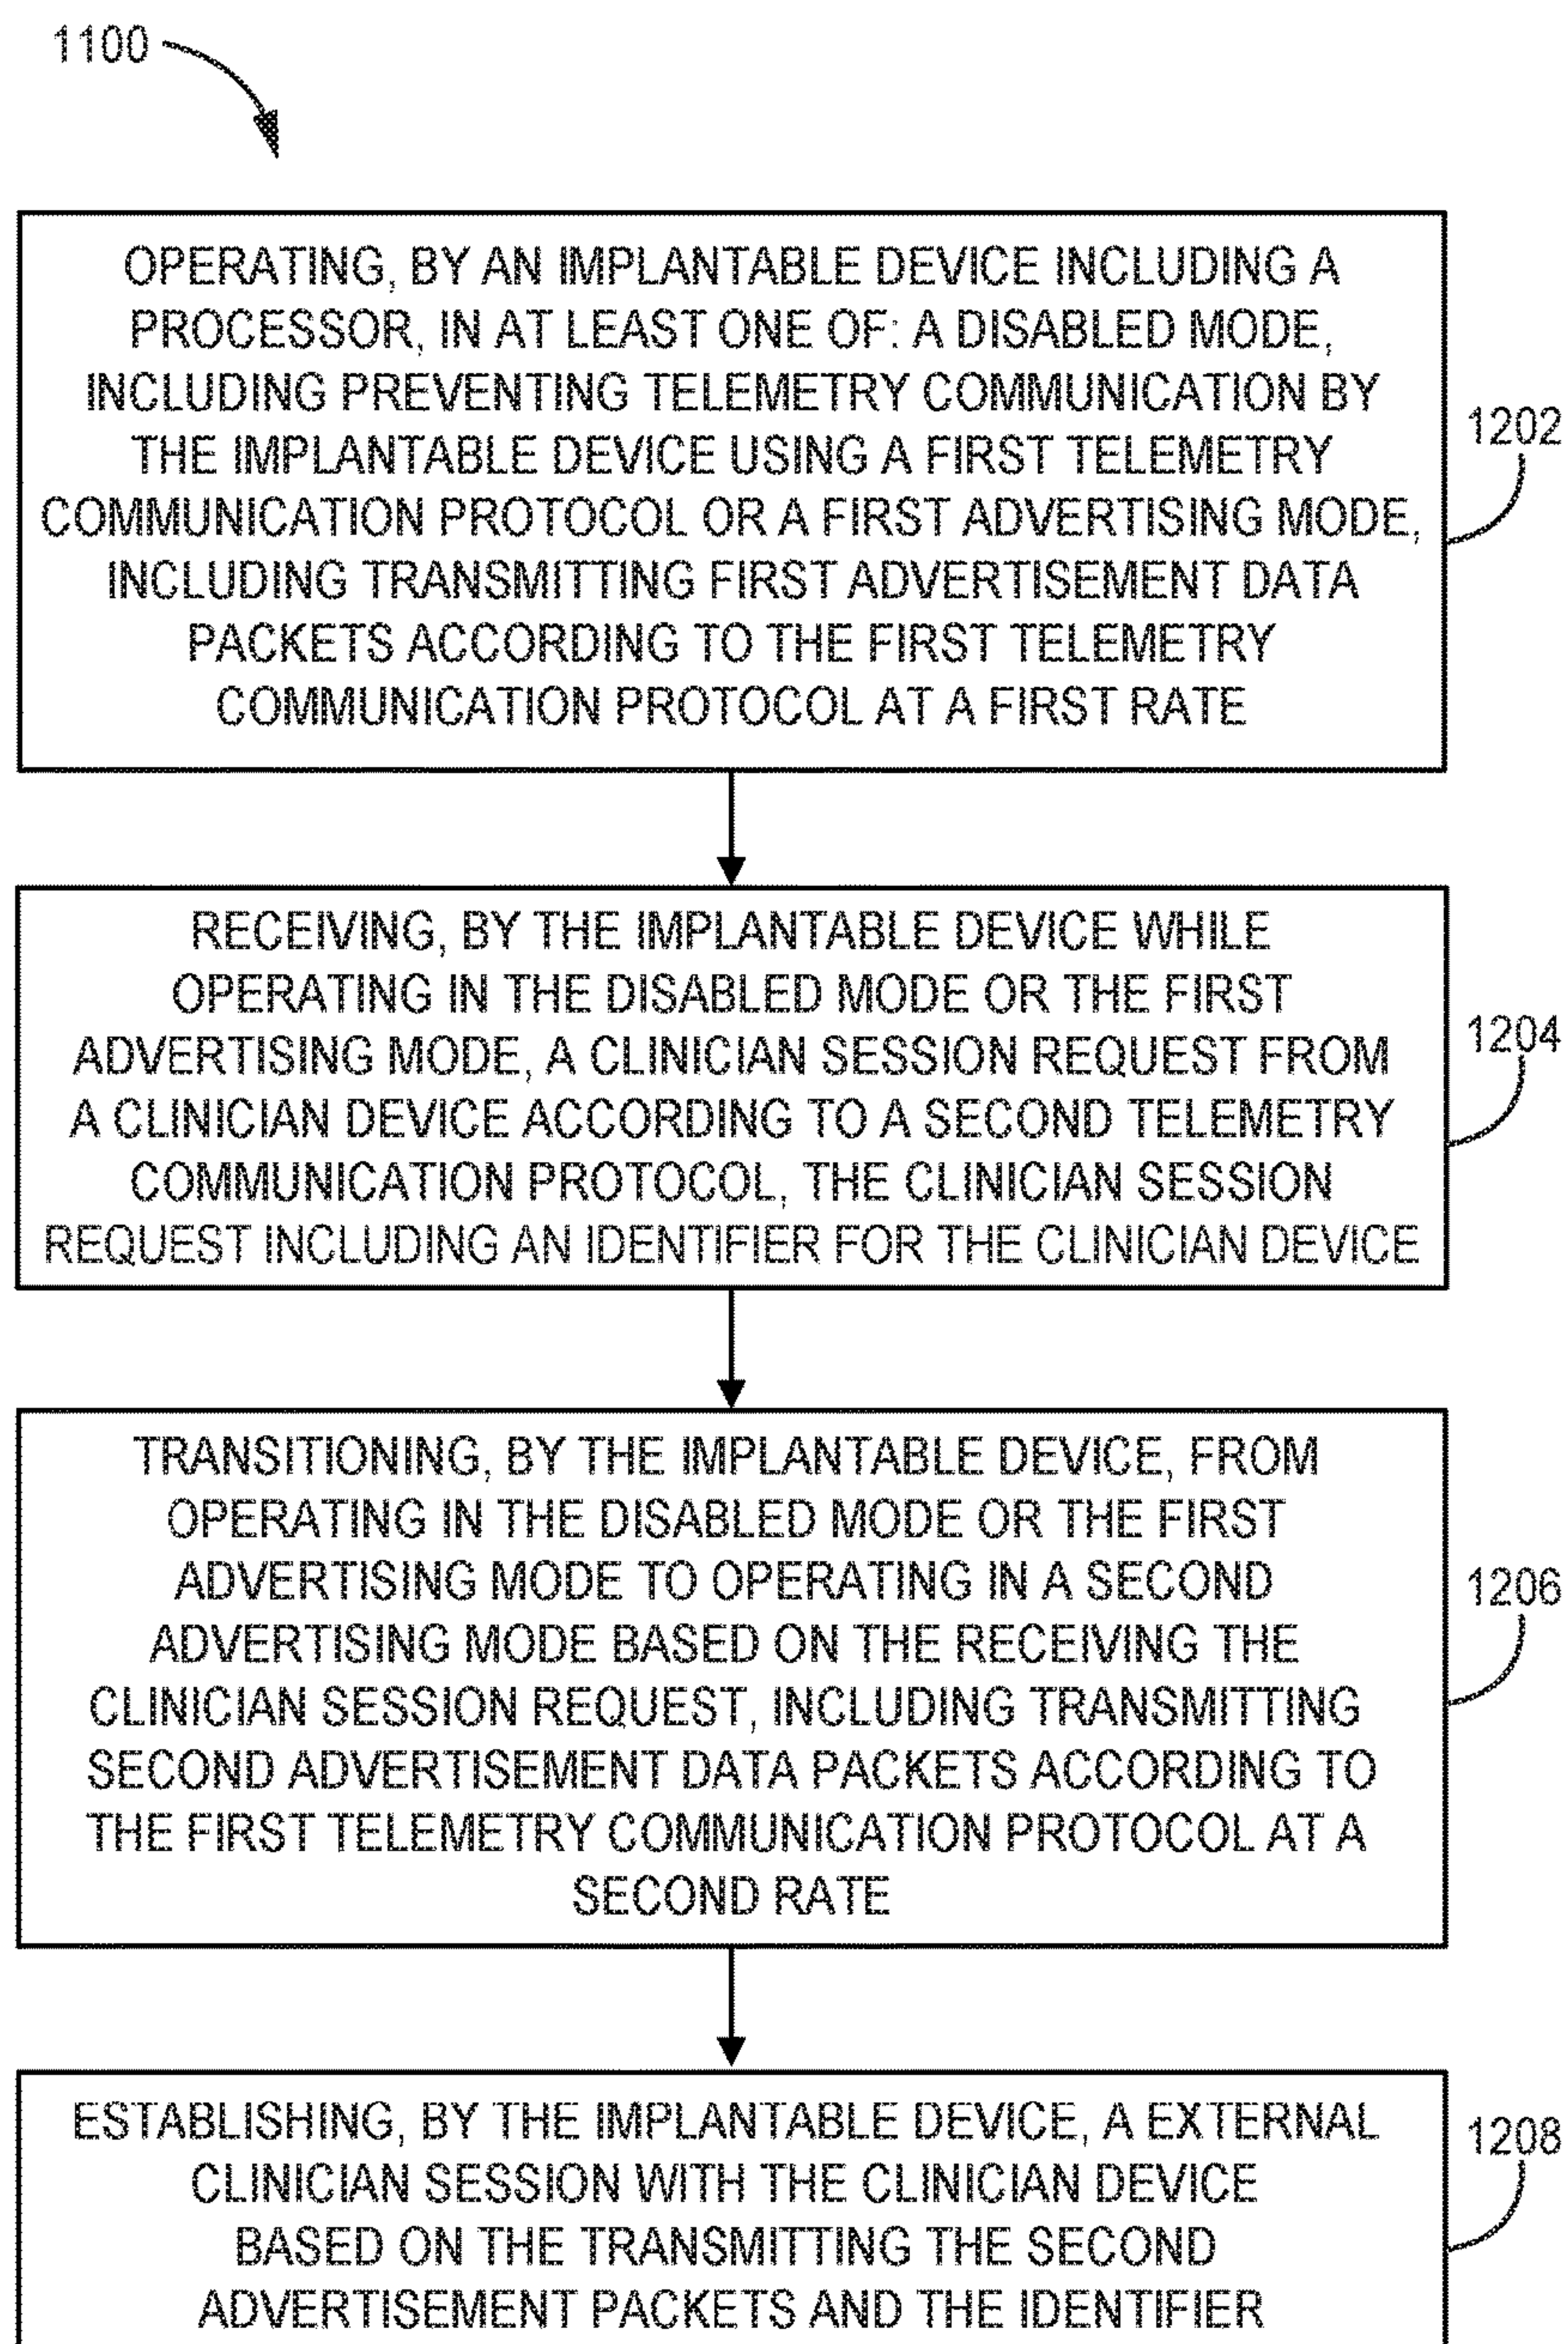 1100
OPERATING, BY AN IMPLANTABLE DEVICE INCLUDING A
PROCESSOR, IN AT LEAST ONE OF: A DISABLED MODE,
INCLUDING PREVENTING TELEMETRY COMMUNICATION BY
THE IMPLANTABLE DEVICE USING A FIRST TELEMETRY
COMMUNICATION PROTOCOL OR A FIRST ADVERTISING MODE,
INCLUDING TRANSMITTING FIRST ADVERTISEMENT DATA
PACKETS ACCORDING TO THE FIRST TELEMETRY
COMMUNICATION PROTOCOL AT A FIRST RATE
1202
RECEIVING, BY THE IMPLANTABLE DEVICE WHILE
OPERATING IN THE DISABLED MODE OR THE FIRST
ADVERTISING MODE, A CLINICIAN SESSION REQUEST FROM
A CLINICIAN DEVICE ACCORDING TO A SECOND TELEMETRY
COMMUNICATION PROTOCOL, THE CLINICIAN SESSION
REQUEST INCLUDING AN IDENTIFIER FOR THE CLINICIAN DEVICE
1204
TRANSITIONING, BY THE IMPLANTABLE DEVICE, FROM
OPERATING IN THE DISABLED MODE OR THE FIRST
ADVERTISING MODE TO OPERATING IN A SECOND
ADVERTISING MODE BASED ON THE RECEIVING THE
CLINICIAN SESSION REQUEST, INCLUDING TRANSMITTING
SECOND ADVERTISEMENT DATA PACKETS ACCORDING TO
THE FIRST TELEMETRY COMMUNICATION PROTOCOL AT A
SECOND RATE
1206
ESTABLISHING, BY THE IMPLANTABLE DEVICE, A EXTERNAL
CLINICIAN SESSION WITH THE CLINICIAN DEVICE
BASED ON THE TRANSMITTING THE SECOND
ADVERTISEMENT PACKETS AND THE IDENTIFIER
1208